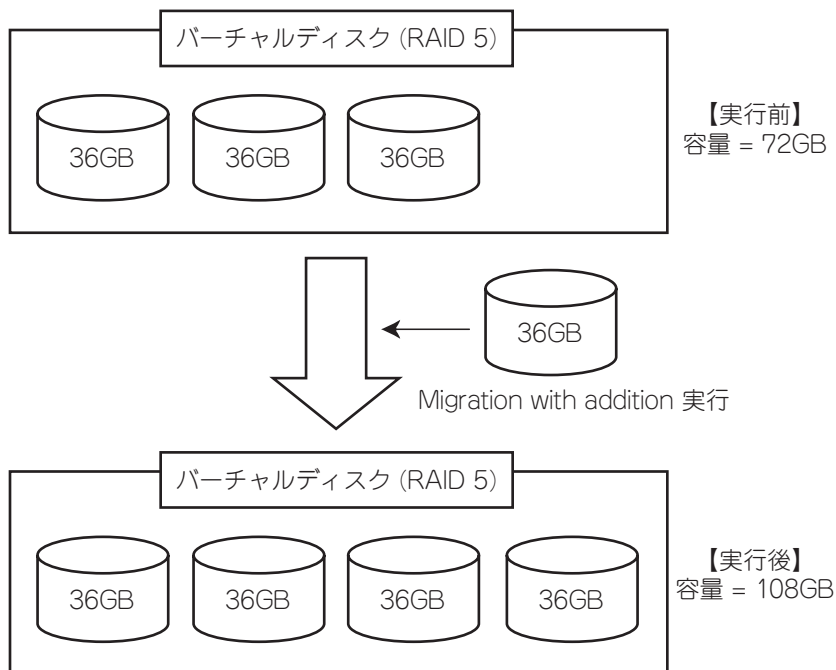 バーチャルディスク (RAID 5)
36GB
36GB
36GB
【実行前】
容量 = 72GB
36GB
Migration with addition 実行
バーチャルディスク (RAID 5)
36GB
36GB
36GB
36GB
【実行後】
容量 = 108GB